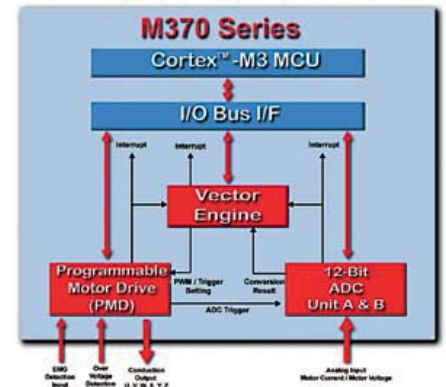 M370 Series
Cortex™-M3 MCU
I/O Bus I/F
Interrupt
Interrupt
Interrupt
Vector
Engine
Programmable
Motor Drive
(PMD)
PWM / Trigger
Setting
Conversion
Result
12-Bit
ADC
Unit A & B
ADC Trigger
EMG
Detection
Input
Over
Voltage
Detection
Conduction
Output
U, V, W, X, Y, Z
Analog Input
Motor Current / Motor Voltage